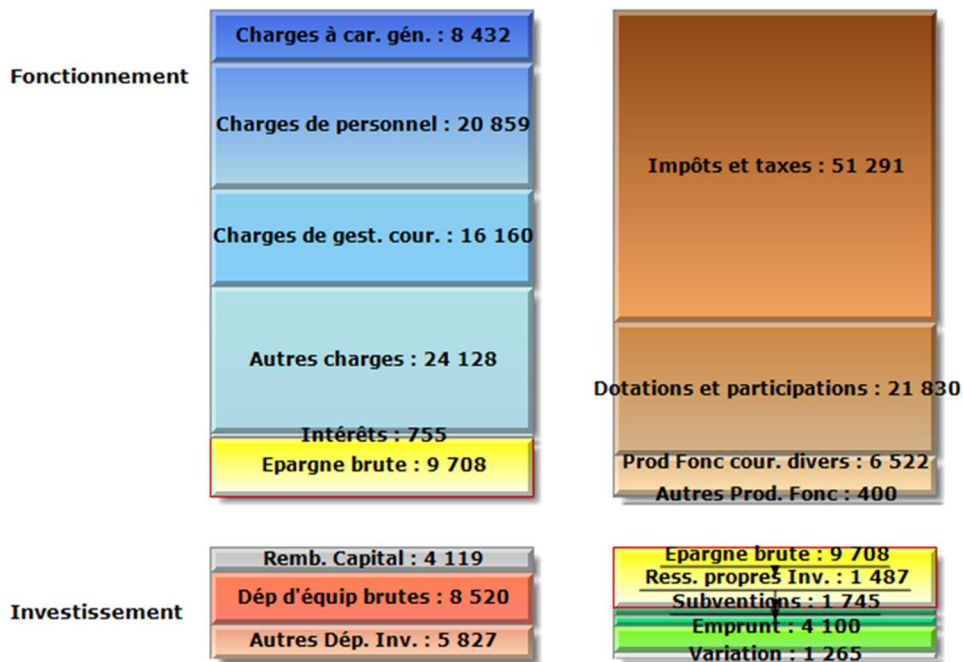 Fonctionnement
Charges à car. gén. : 8 432
Charges de personnel : 20 859
Charges de gest. cour. : 16 160
Autres charges : 24 128
Intérêts : 755
Epargne brute : 9 708
Impôts et taxes : 51 291
Dotations et participations : 21 830
Prod Fonc cour. divers : 6 522
Autres Prod. Fonc : 400
Investissement
Remb. Capital : 4 119
Dép d'équip brutes : 8 520
Autres Dép. Inv. : 5 827
Epargne brute : 9 708
Ress. propres Inv. : 1 487
Subventions : 1 745
Emprunt : 4 100
Variation : 1 265